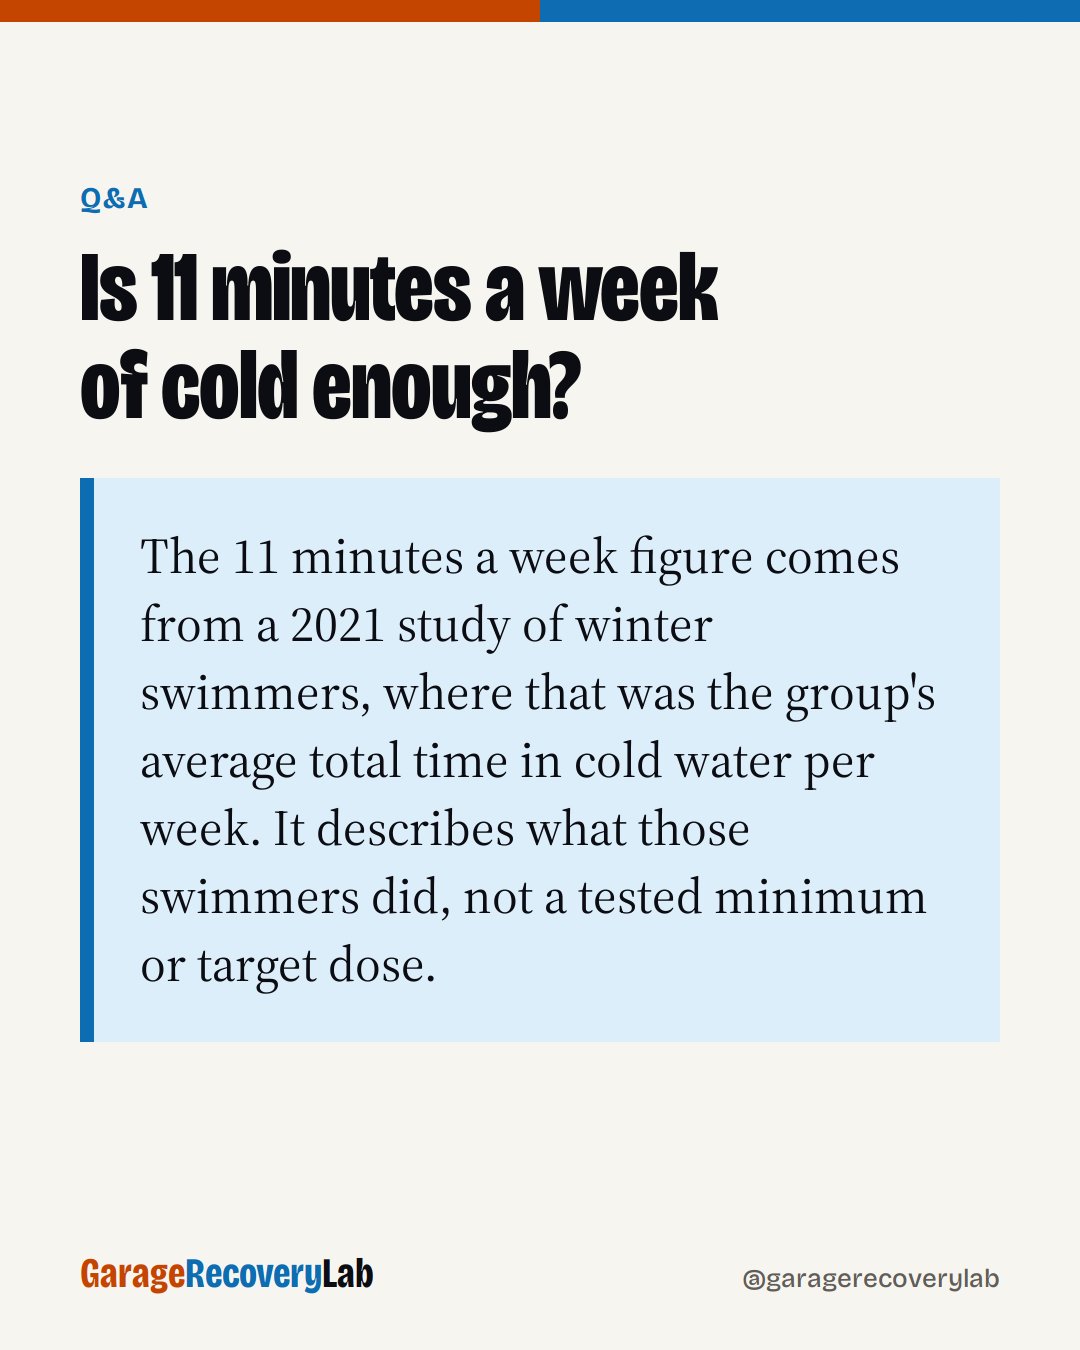 Q&A
Is 11 minutes a week
of cold enough?
The 11 minutes a week figure comes
from a 2021 study of winter
swimmers, where that was the group's
average total time in cold water per
week. It describes what those
swimmers did, not a tested minimum
or target dose.
GarageRecoveryLab
@garagerecoverylab